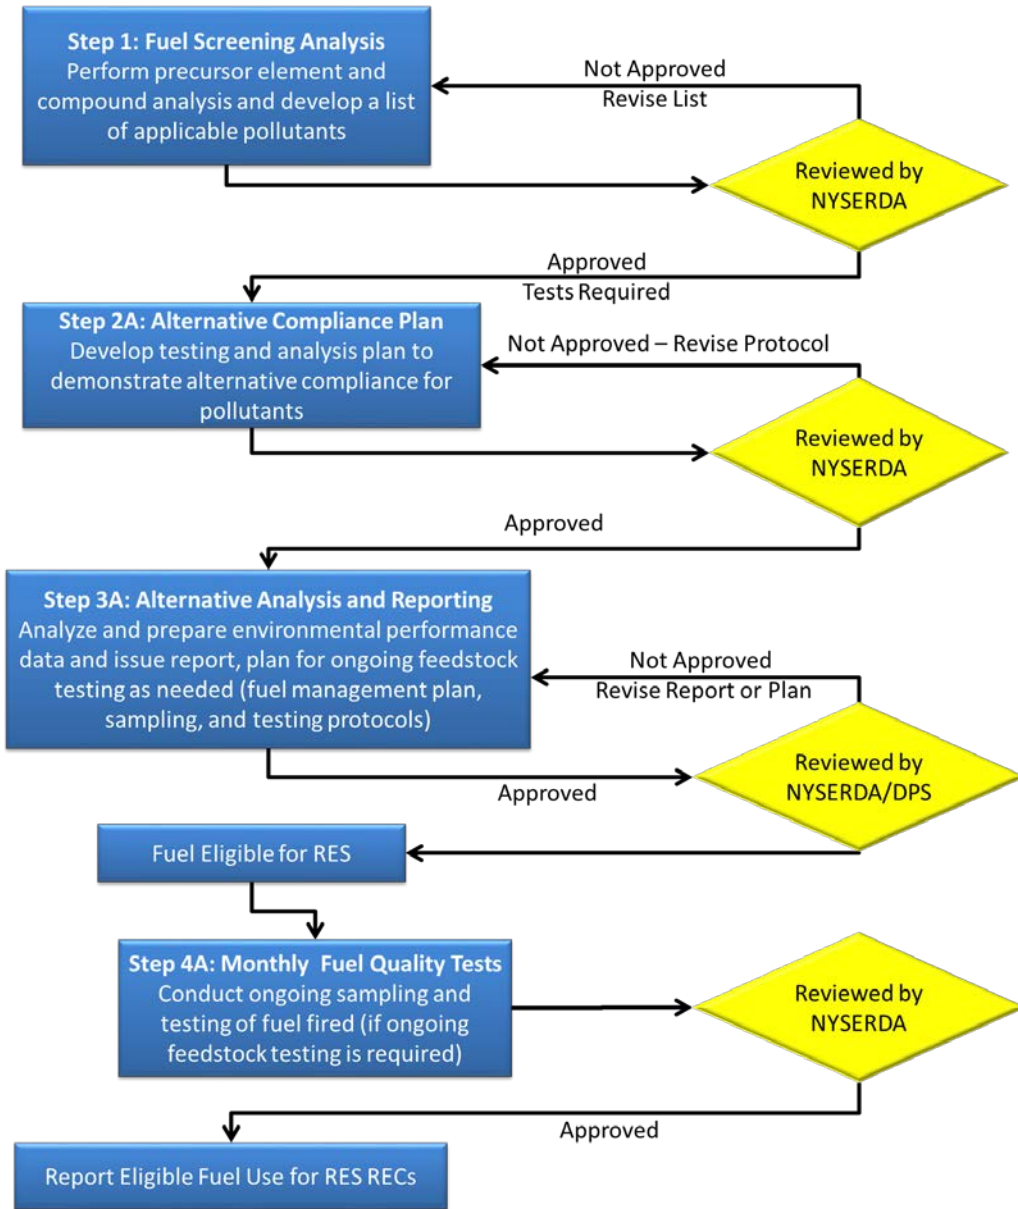 Step 1: Fuel Screening Analysis
Perform precursor element and
compound analysis and develop a list
of applicable pollutants
Not Approved
Revise List
Reviewed by
NYSERDA
Approved
Tests Required
Step 2A: Alternative Compliance Plan
Develop testing and analysis plan to
demonstrate alternative compliance for
pollutants
Not Approved – Revise Protocol
Reviewed by
NYSERDA
Approved
Step 3A: Alternative Analysis and Reporting
Analyze and prepare environmental performance
data and issue report, plan for ongoing feedstock
testing as needed (fuel management plan,
sampling, and testing protocols)
Not Approved
Revise Report or Plan
Reviewed by
NYSERDA/DPS
Approved
Fuel Eligible for RES
Step 4A: Monthly Fuel Quality Tests
Conduct ongoing sampling and
testing of fuel fired (if ongoing
feedstock testing is required)
Reviewed by
NYSERDA
Approved
Report Eligible Fuel Use for RES RECs